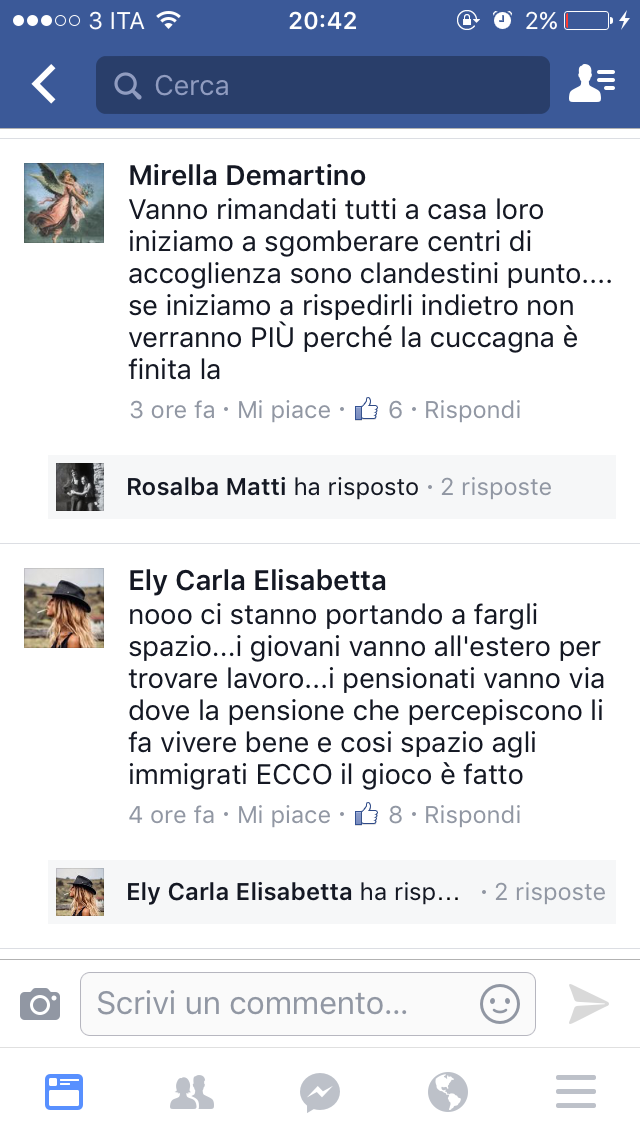 3 ITA 20:42 2%
Cerca
Mirella Demartino
Vanno rimandati tutti a casa loro
iniziamo a sgomberare centri di
accoglienza sono clandestini punto....
se iniziamo a rispedirli indietro non
verranno PIÙ perché la cuccagna è
finita la
3 ore fa · Mi piace · 6 · Rispondi
Rosalba Matti ha risposto · 2 risposte
Ely Carla Elisabetta
nooo ci stanno portando a fargli
spazio...i giovani vanno all'estero per
trovare lavoro...i pensionati vanno via
dove la pensione che percepiscono li
fa vivere bene e cosi spazio agli
immigrati ECCO il gioco è fatto
4 ore fa · Mi piace · 8 · Rispondi
Ely Carla Elisabetta ha risp... · 2 risposte
Scrivi un commento...